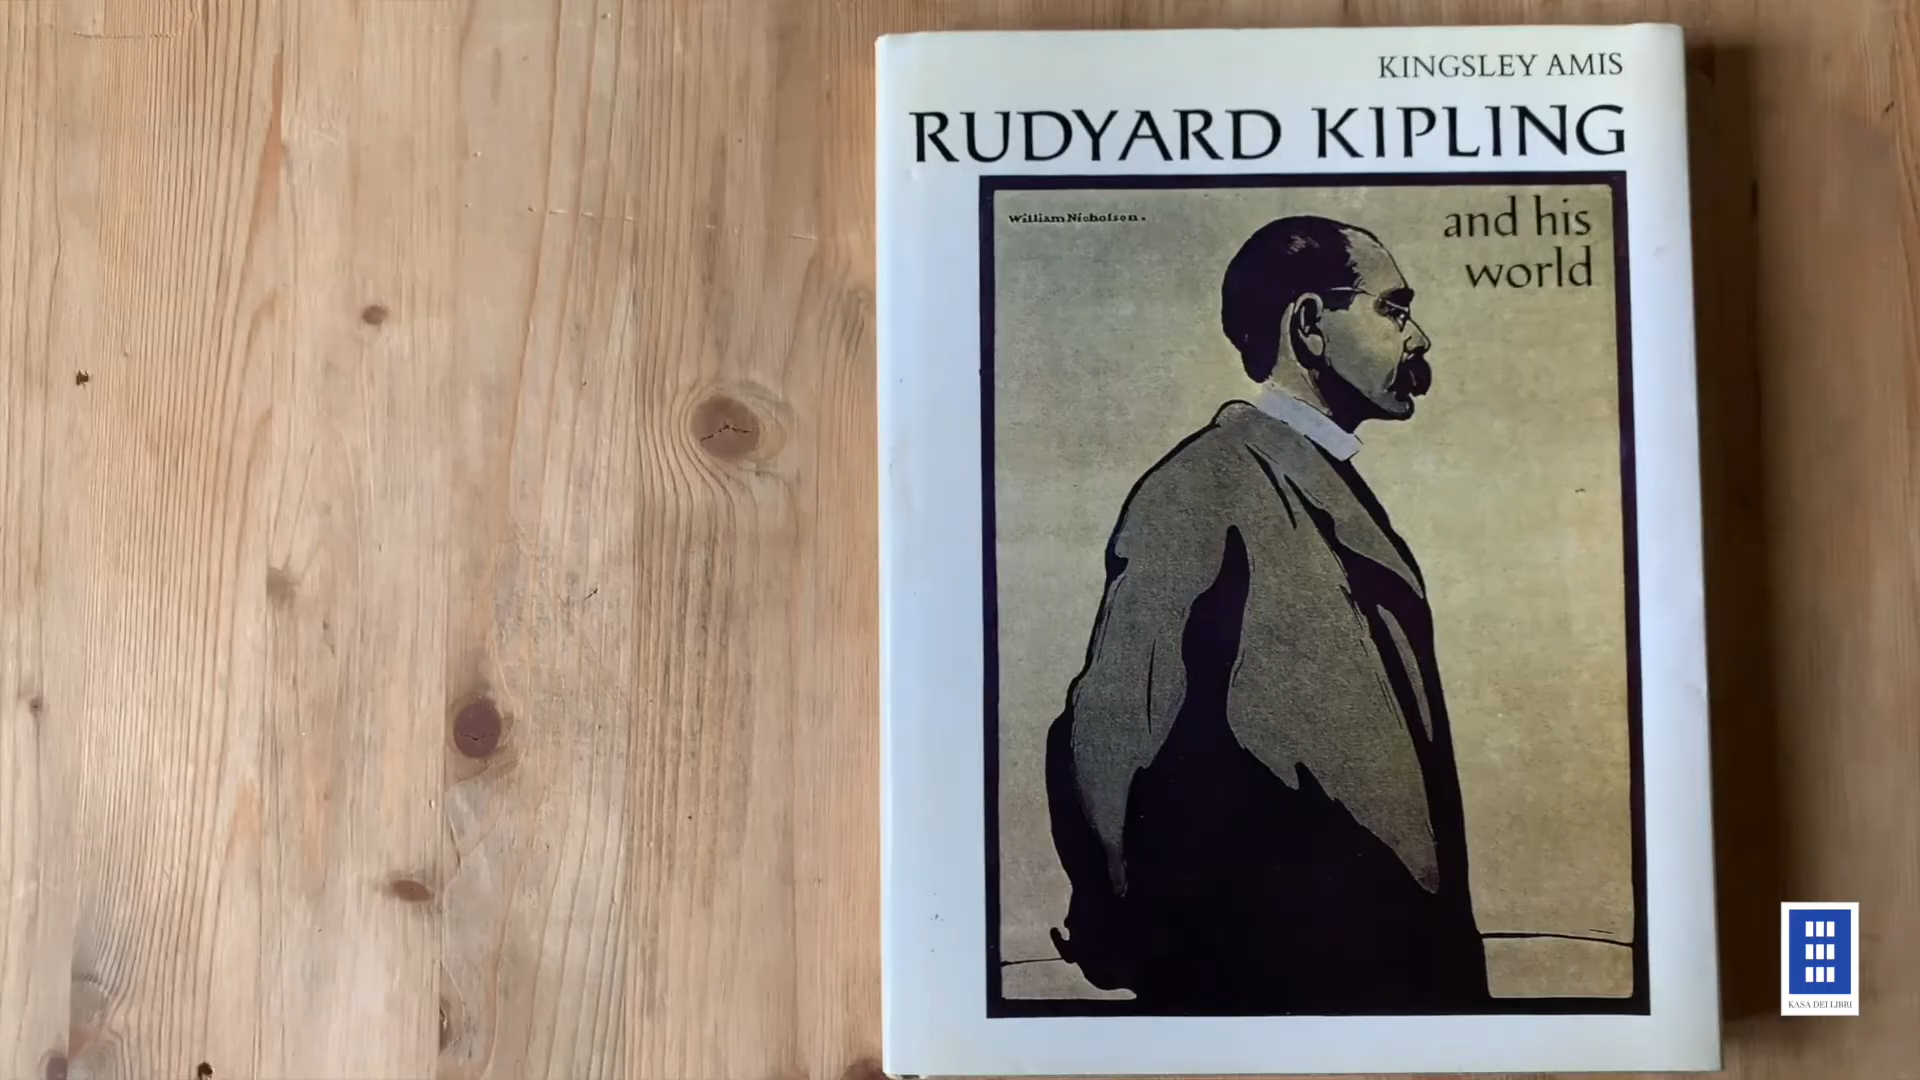 KINGSLEY AMIS
RUDYARD KIPLING
William Nicholson.
and his
world
KASA DEI LIBRI